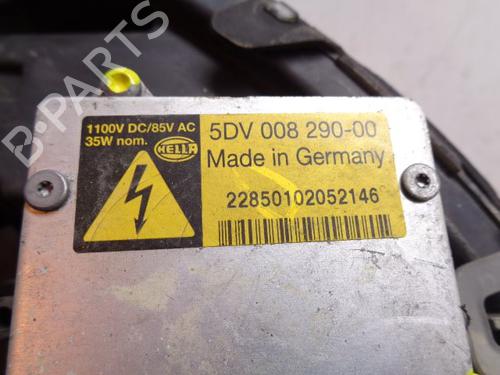 1100V DC/85V AC
35W nom.
HELLA
5DV 008 290-00
Made in Germany
22850102052146
B-PARTS